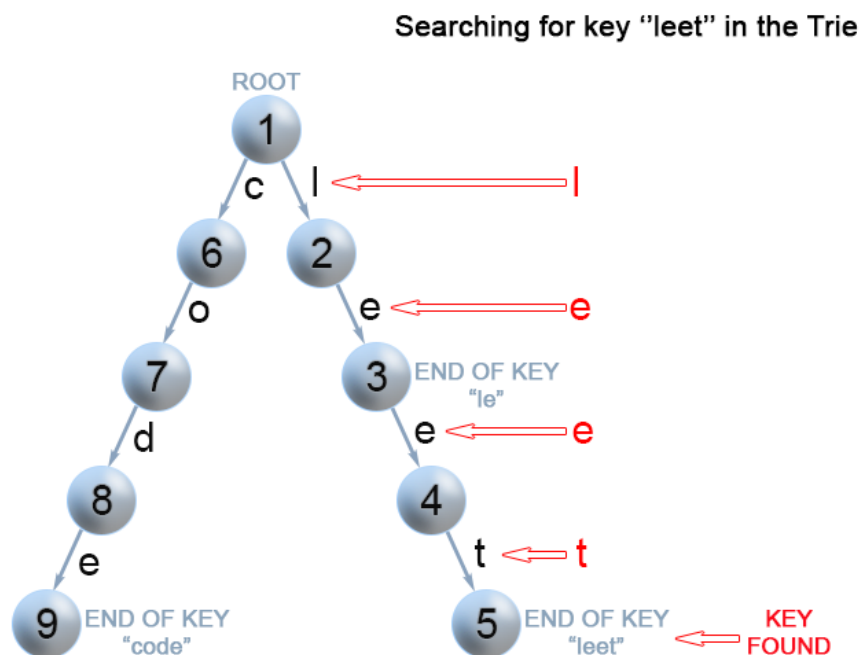 Searching for key ‘’leet’’ in the Trie
ROOT
1
c l l
6 2
o e e
7 3 END OF KEY
“le”
d e e
8 4
e t t
9 END OF KEY 5 END OF KEY KEY
“code” “leet” FOUND